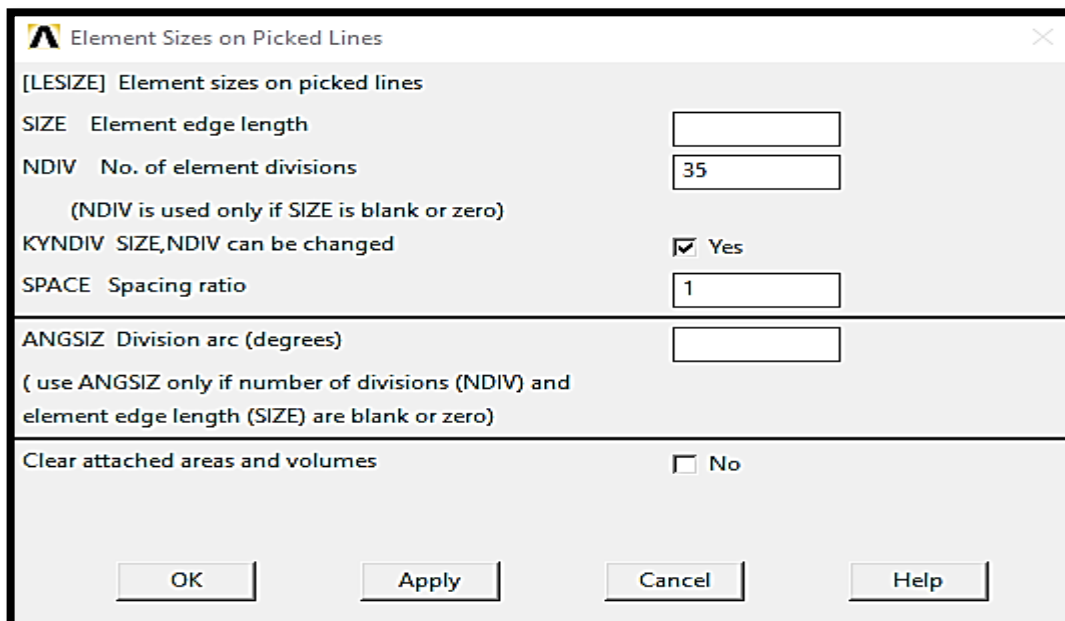 Element Sizes on Picked Lines
[LESIZE] Element sizes on picked lines
SIZE Element edge length
NDIV No. of element divisions 35
(NDIV is used only if SIZE is blank or zero)
KYNDIV SIZE,NDIV can be changed Yes
SPACE Spacing ratio 1
ANGSIZ Division arc (degrees)
( use ANGSIZ only if number of divisions (NDIV) and
element edge length (SIZE) are blank or zero)
Clear attached areas and volumes No
OK Apply Cancel Help